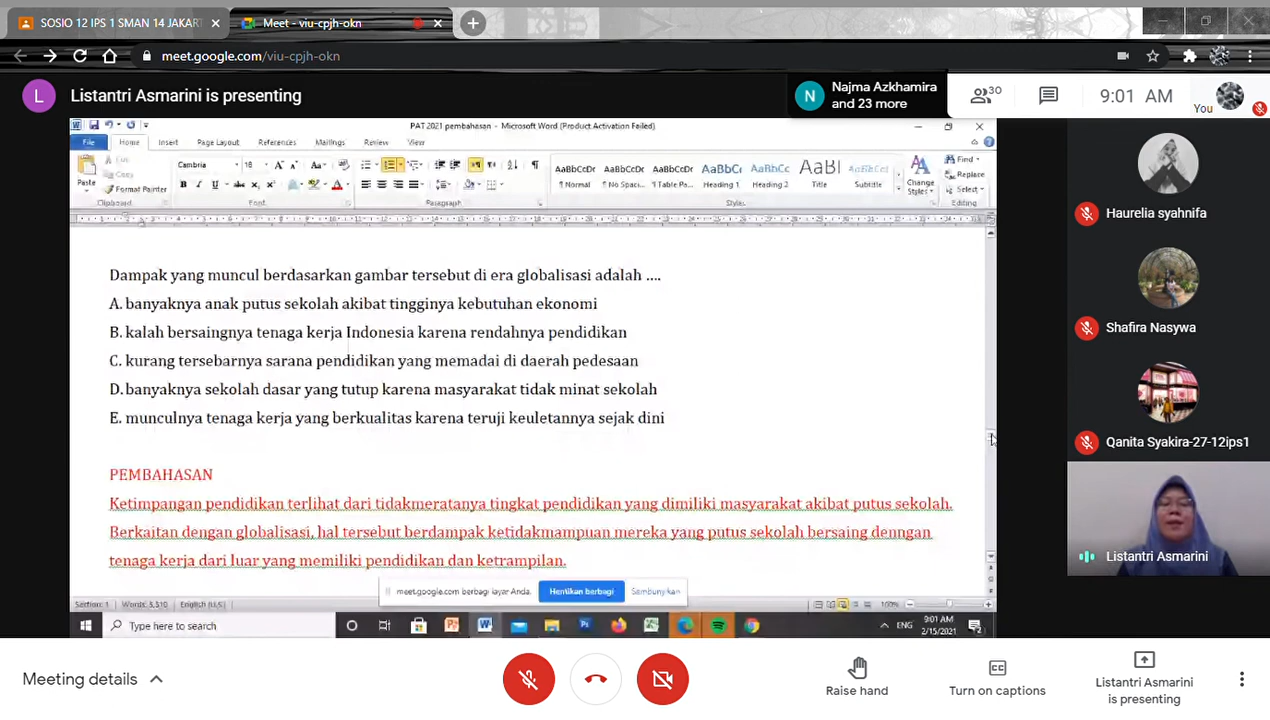 SOSIO 12 IPS 1 SMAN 14 JAKART
Meet - viu-cpjh-okn
meet.google.com/viu-cpjh-okn
L
Listantri Asmarini is presenting
N
Najma Azkhamira
and 23 more
30
9:01 AM
You
PAT 2021 pembahasan - Microsoft Word (Product Activation Failed)
File Home Insert Page Layout References Mailings Review View
Cambria 18
Cut
Copy
Format Painter
Paste
Clipboard
Font
Paragraph
AaBbCcDc AaBbCcDc AaBbCcDc AaBbC AaBbCc AaBl AaBbCcI
¶ Normal ¶ No Spaci... ¶ Table Pa... Heading 1 Heading 2 Title Subtitle
Change
Styles
Styles
Find
Replace
Select
Editing
Dampak yang muncul berdasarkan gambar tersebut di era globalisasi adalah ....
A. banyaknya anak putus sekolah akibat tingginya kebutuhan ekonomi
B. kalah bersaingnya tenaga kerja Indonesia karena rendahnya pendidikan
C. kurang tersebarnya sarana pendidikan yang memadai di daerah pedesaan
D. banyaknya sekolah dasar yang tutup karena masyarakat tidak minat sekolah
E. munculnya tenaga kerja yang berkualitas karena teruji keuletannya sejak dini
PEMBAHASAN
Ketimpangan pendidikan terlihat dari tidakmeratanya tingkat pendidikan yang dimiliki masyarakat akibat putus sekolah.
Berkaitan dengan globalisasi, hal tersebut berdampak ketidakmampuan mereka yang putus sekolah bersaing denngan
tenaga kerja dari luar yang memiliki pendidikan dan ketrampilan.
meet.google.com berbagi layar Anda.
Hentikan berbagi
Sembunyikan
Section: 1 Words: 3,510 English (U.S.)
100%
Type here to search
ENG
9:01 AM
2/15/2021
Haurelia syahnifa
Shafira Nasywa
Qanita Syakira-27-12ips1
Listantri Asmarini
Meeting details
Raise hand
Turn on captions
Listantri Asmarini
is presenting